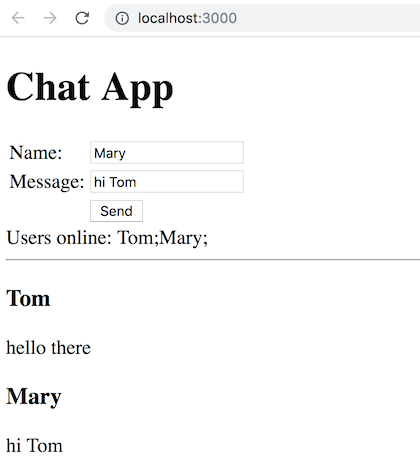 localhost:3000
Chat App
Name: Mary
Message: hi Tom
Send
Users online: Tom;Mary;
Tom
hello there
Mary
hi Tom